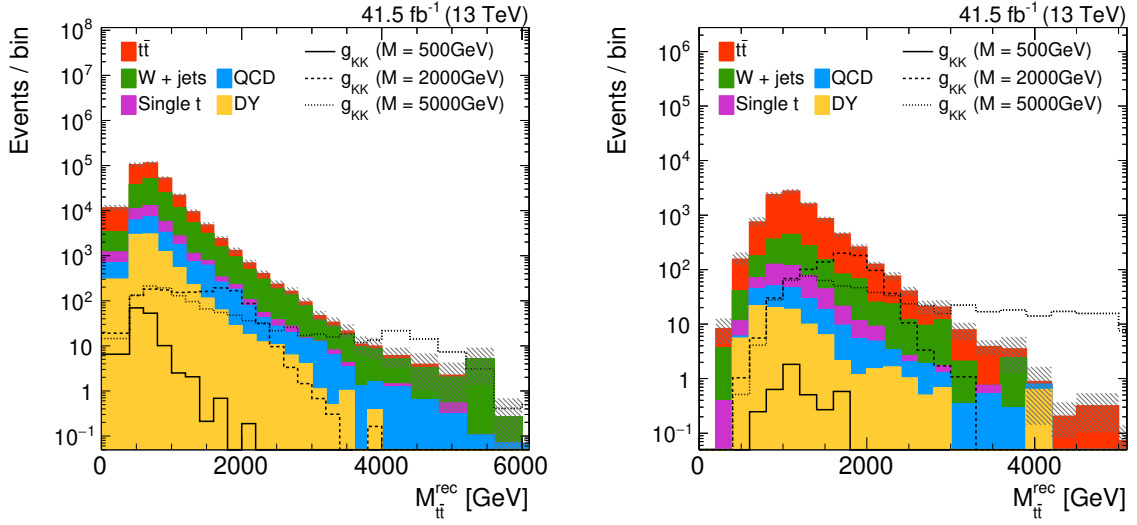 41.5 fb⁻¹ (13 TeV)
Events / bin
10⁸
10⁷
10⁶
10⁵
10⁴
10³
10²
10
1
10⁻¹
tt̄
W + jets
QCD
Single t
DY
g_KK (M = 500GeV)
g_KK (M = 2000GeV)
g_KK (M = 5000GeV)
0 2000 4000 6000
M_tt̄^rec [GeV]
41.5 fb⁻¹ (13 TeV)
Events / bin
10⁶
10⁵
10⁴
10³
10²
10
1
10⁻¹
tt̄
W + jets
QCD
Single t
DY
g_KK (M = 500GeV)
g_KK (M = 2000GeV)
g_KK (M = 5000GeV)
0 2000 4000
M_tt̄^rec [GeV]